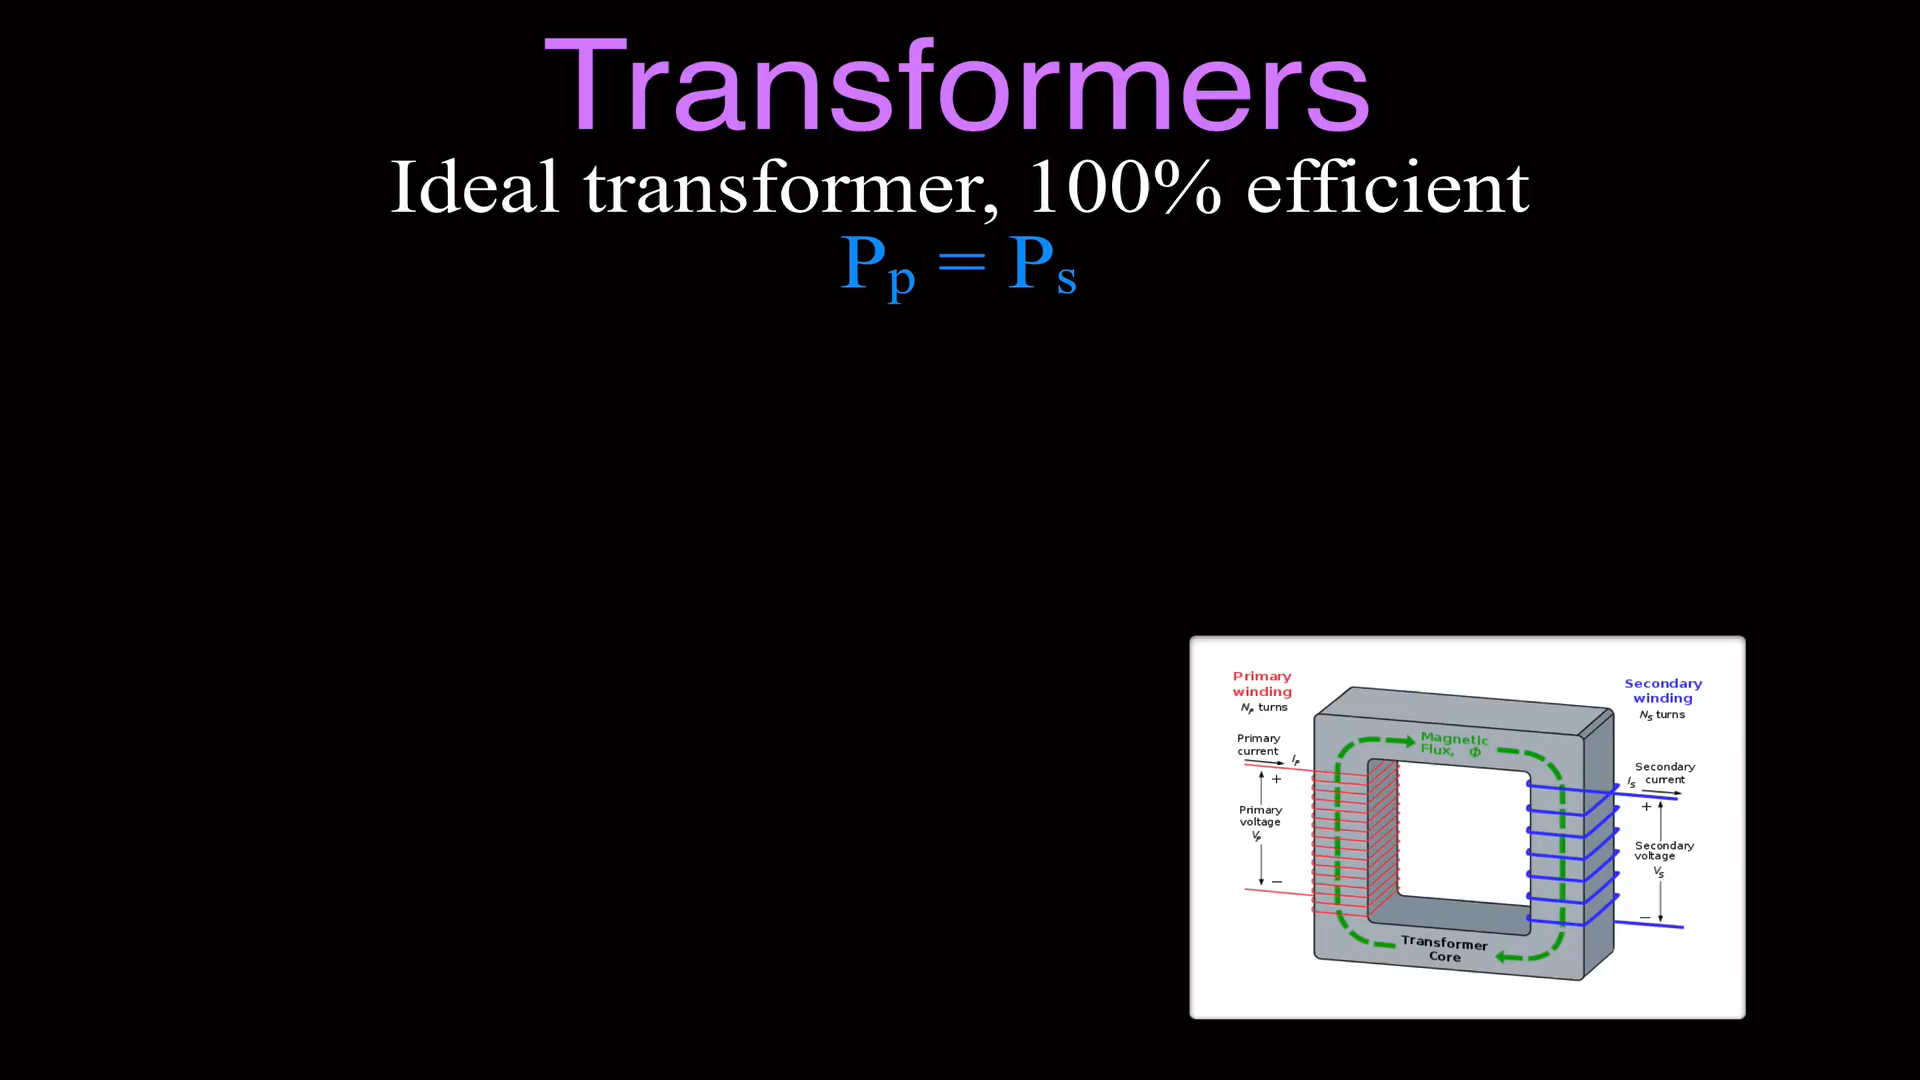 Transformers
Ideal transformer, 100% efficient
Pp = Ps
Primary
winding
NP turns
Primary
current
IP
+
Primary
voltage
VP
−
Magnetic
Flux, Φ
Transformer
Core
Secondary
winding
NS turns
Secondary
IS current
+
Secondary
voltage
VS
−